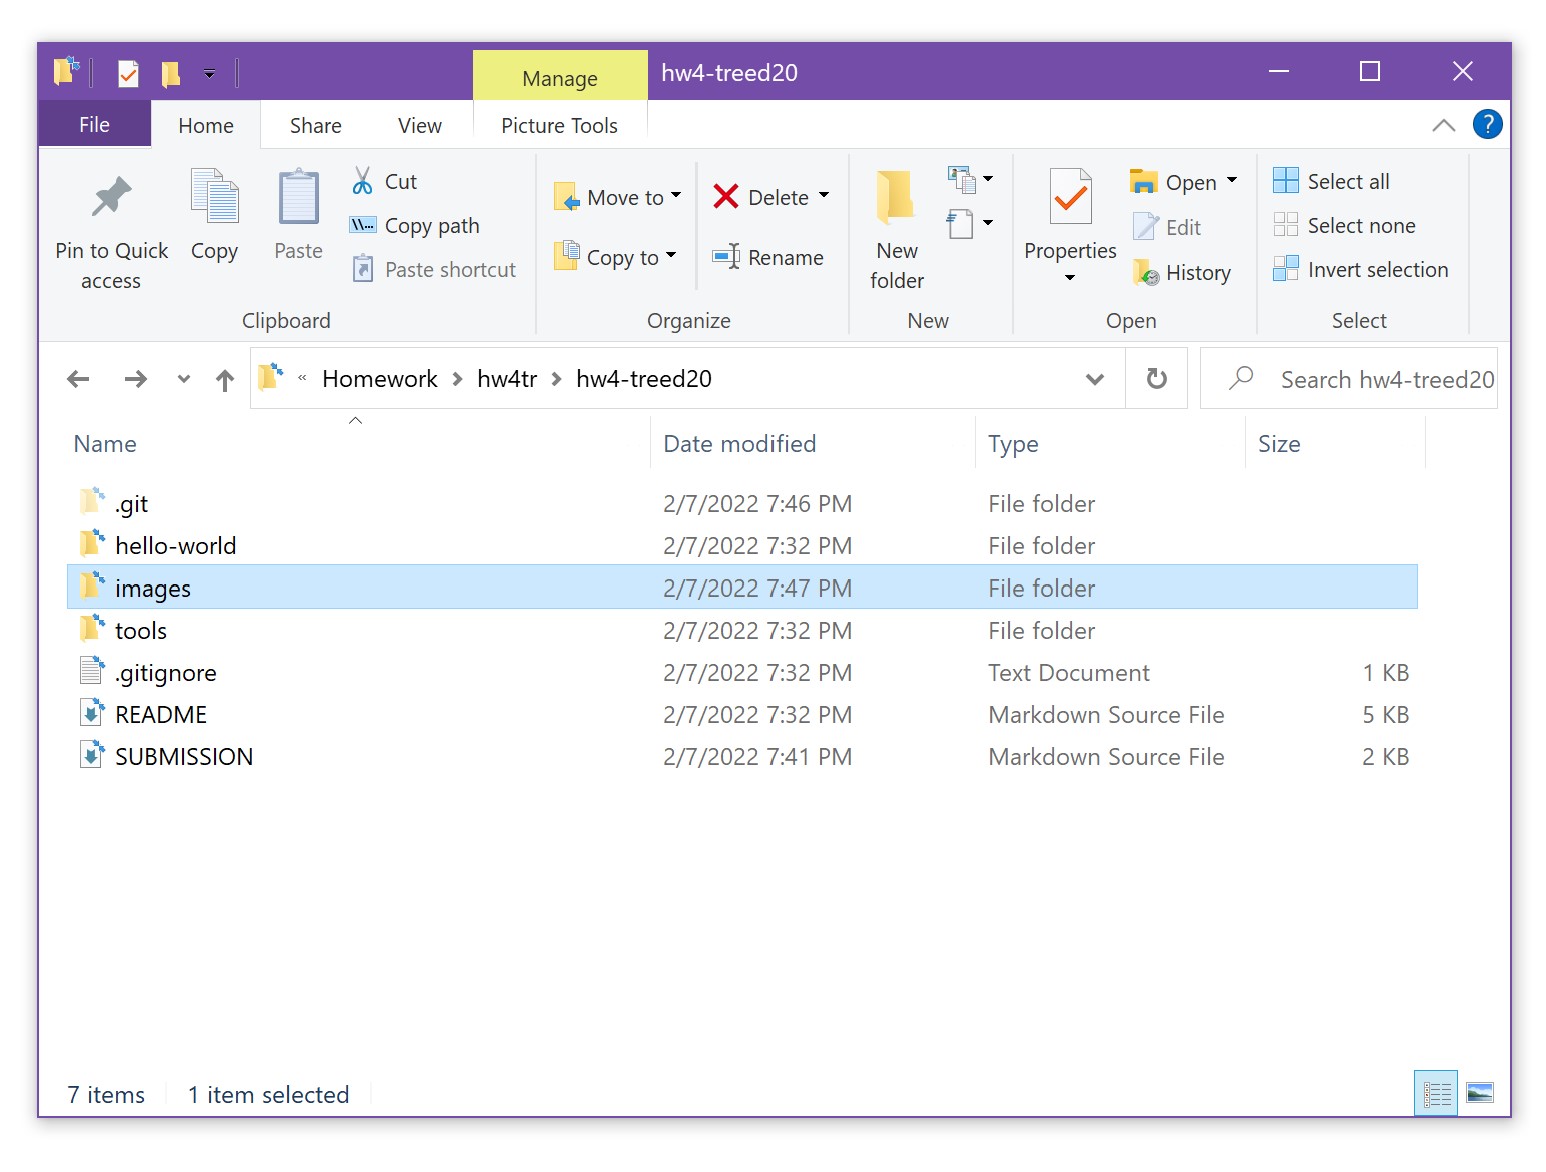 Manage hw4-treed20
File Home Share View Picture Tools ?
Pin to Quick access
Copy
Paste
Cut
Copy path
Paste shortcut
Clipboard
Move to
Copy to
Delete
Rename
Organize
New folder
New
Properties
Open
Edit
History
Open
Select all
Select none
Invert selection
Select
« Homework > hw4tr > hw4-treed20
Search hw4-treed20
Name Date modified Type Size
.git 2/7/2022 7:46 PM File folder
hello-world 2/7/2022 7:32 PM File folder
images 2/7/2022 7:47 PM File folder
tools 2/7/2022 7:32 PM File folder
.gitignore 2/7/2022 7:32 PM Text Document 1 KB
README 2/7/2022 7:32 PM Markdown Source File 5 KB
SUBMISSION 2/7/2022 7:41 PM Markdown Source File 2 KB
7 items 1 item selected